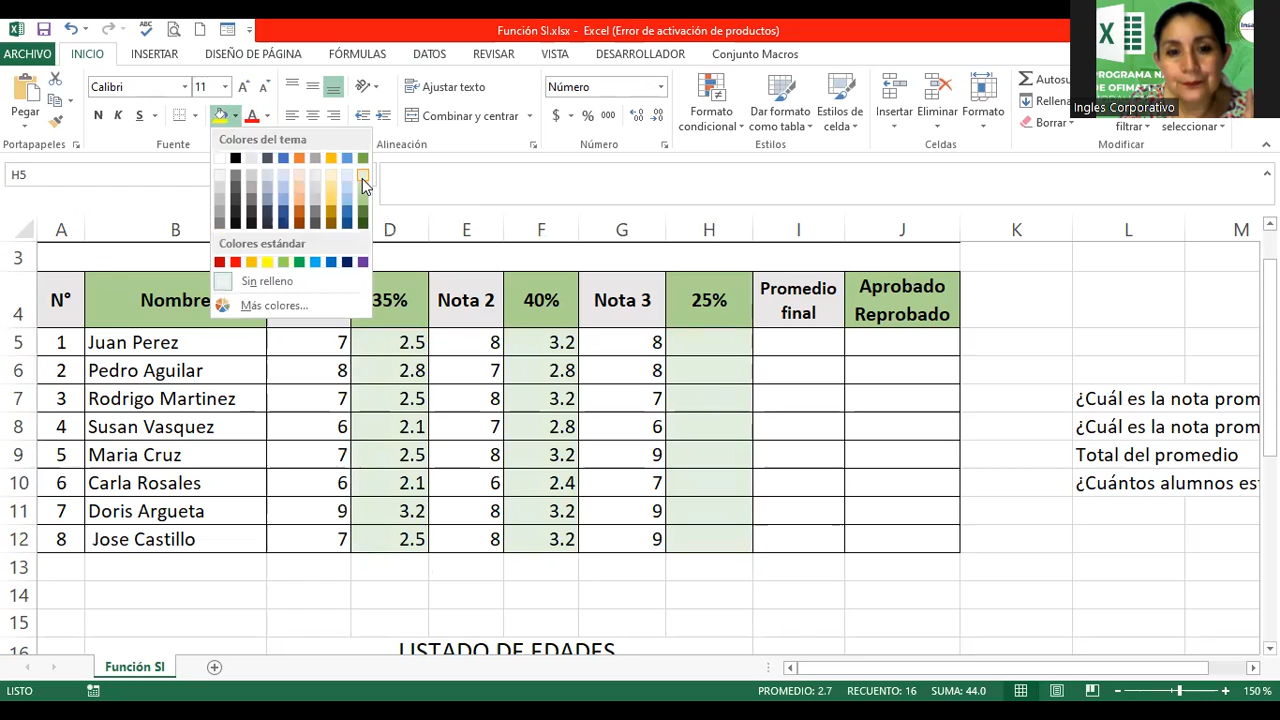 Función SI.xlsx - Excel (Error de activación de productos)
ARCHIVO INICIO INSERTAR DISEÑO DE PÁGINA FÓRMULAS DATOS REVISAR VISTA DESARROLLADOR Conjunto Macros
Calibri 11 Ajustar texto Número Autosu
Pegar N K S Combinar y centrar $ % 000 Formato condicional Dar formato como tabla Estilos de celda Insertar Eliminar Formato Rellena
Borrar filtrar seleccionar
Portapapeles Fuente Alineación Número Estilos Celdas Modificar
PROGRAMA NA
DE OFIMATI
Ingles Corporativo
Colores del tema
Colores estándar
Sin relleno
Más colores...
H5
A B D E F G H I J K L M
3
4 N° Nombre 35% Nota 2 40% Nota 3 25% Promedio final Aprobado Reprobado
5 1 Juan Perez 7 2.5 8 3.2 8
6 2 Pedro Aguilar 8 2.8 7 2.8 8
7 3 Rodrigo Martinez 7 2.5 8 3.2 7 ¿Cuál es la nota prom
8 4 Susan Vasquez 6 2.1 7 2.8 6 ¿Cuál es la nota prom
9 5 Maria Cruz 7 2.5 8 3.2 9 Total del promedio
10 6 Carla Rosales 6 2.1 6 2.4 7 ¿Cuántos alumnos es
11 7 Doris Argueta 9 3.2 8 3.2 9
12 8 Jose Castillo 7 2.5 8 3.2 9
13
14
15
16 LISTADO DE EDADES
Función SI
LISTO PROMEDIO: 2.7 RECUENTO: 16 SUMA: 44.0 150 %